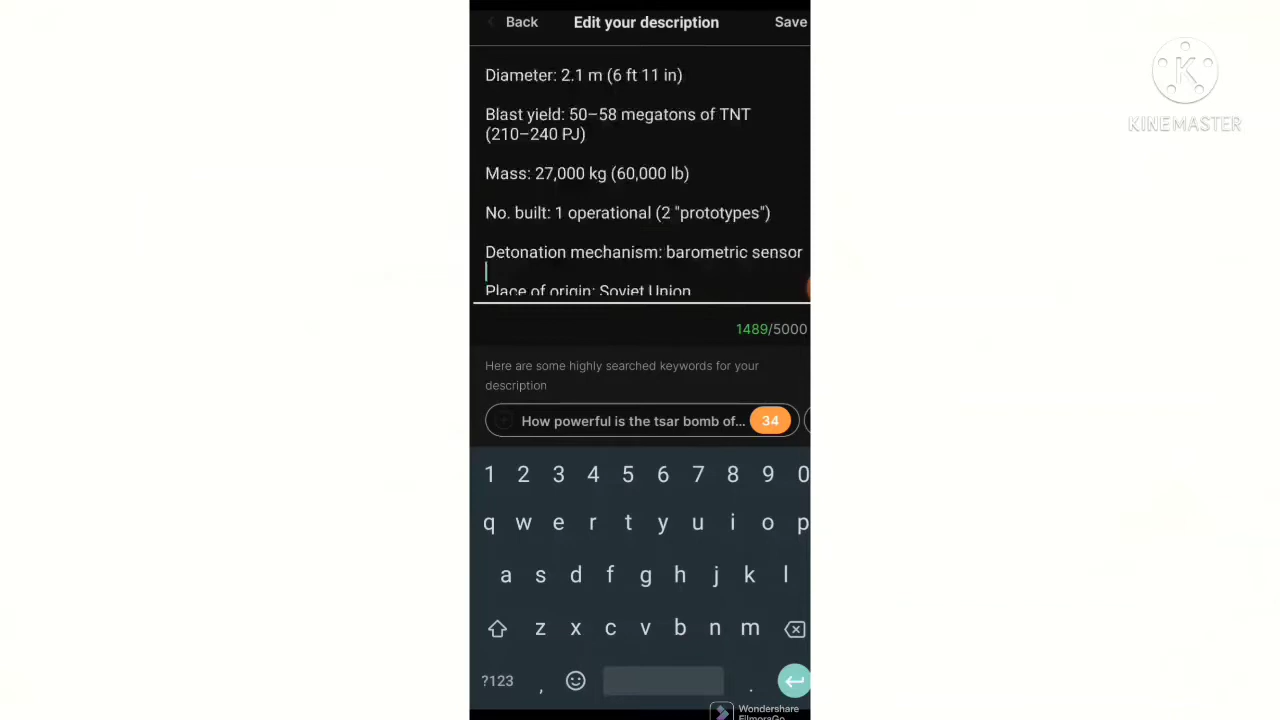 Back Edit your description Save
KINEMASTER
Diameter: 2.1 m (6 ft 11 in)
Blast yield: 50–58 megatons of TNT
(210–240 PJ)
Mass: 27,000 kg (60,000 lb)
No. built: 1 operational (2 "prototypes")
Detonation mechanism: barometric sensor
Place of origin: Soviet Union
1489/5000
Here are some highly searched keywords for your
description
How powerful is the tsar bomb of... 34
1 2 3 4 5 6 7 8 9 0
q w e r t y u i o p
a s d f g h j k l
z x c v b n m
?123 , .
Wondershare
FilmoraGo